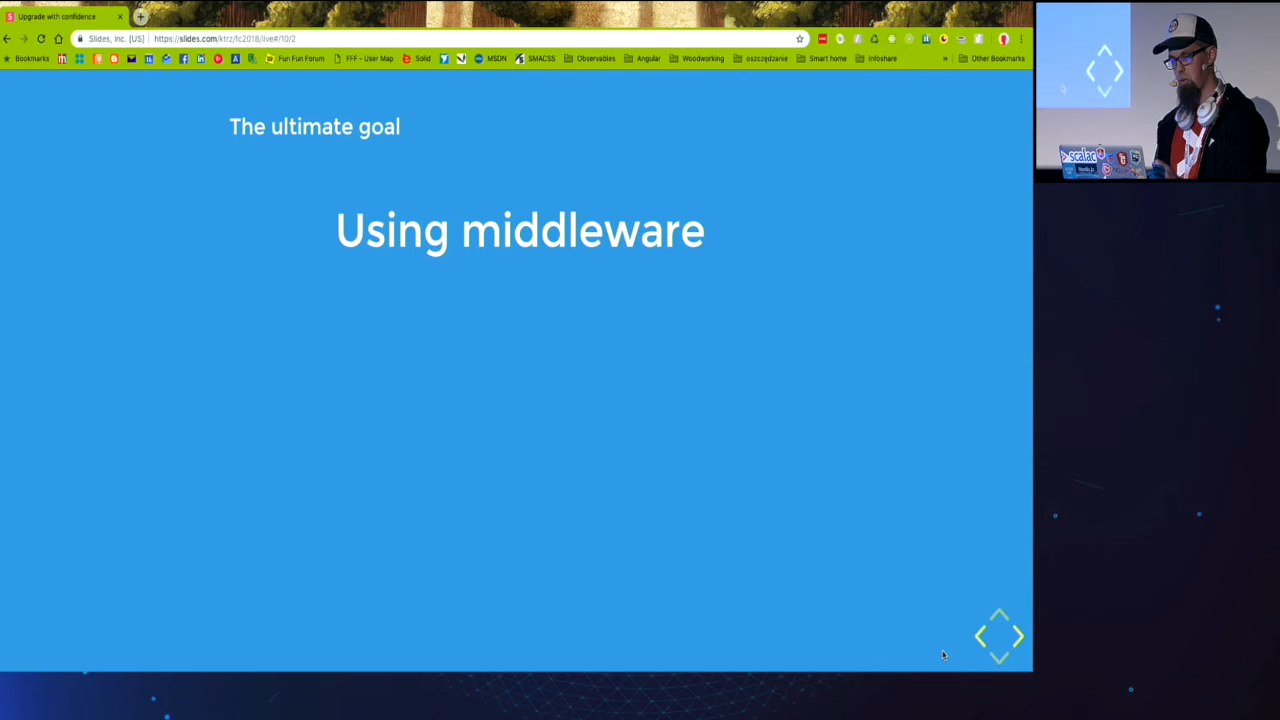 Upgrade with confidence
Slides, Inc. [US] https://slides.com/ktrz/fc2018/live#/10/2
Bookmarks
Fun Fun Forum
FFF - User Map
Solid
MSDN
SMACSS
Observables
Angular
Woodworking
oszczędzanie
Smart home
Infoshare
» Other Bookmarks
The ultimate goal
Using middleware
scalac